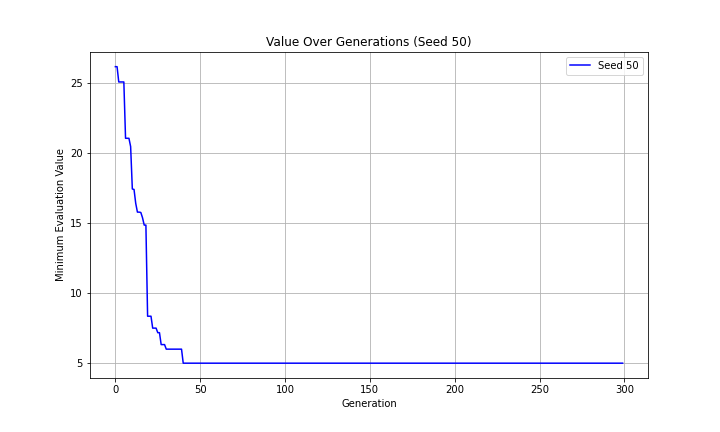 Value Over Generations (Seed 50)
Seed 50
25
20
15
10
5
Minimum Evaluation Value
0 50 100 150 200 250 300
Generation